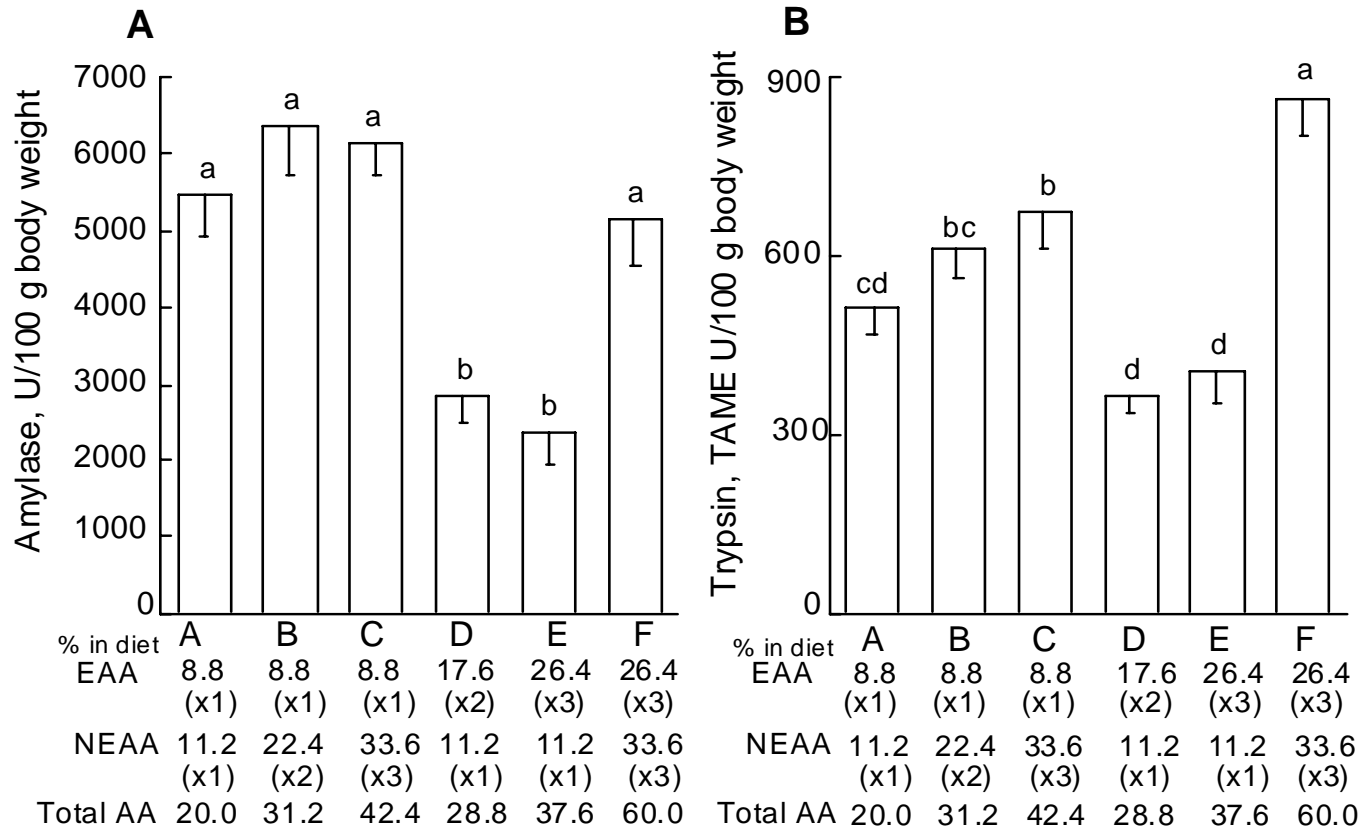 A
Amylase, U/100 g body weight
7000
6000
5000
4000
3000
2000
1000
0
a
a
a
b
b
a
% in diet A B C D E F
EAA 8.8 8.8 8.8 17.6 26.4 26.4
(x1) (x1) (x1) (x2) (x3) (x3)
NEAA 11.2 22.4 33.6 11.2 11.2 33.6
(x1) (x2) (x3) (x1) (x1) (x3)
Total AA 20.0 31.2 42.4 28.8 37.6 60.0
B
Trypsin, TAME U/100 g body weight
900
600
300
0
cd
bc
b
d
d
a
% in diet A B C D E F
EAA 8.8 8.8 8.8 17.6 26.4 26.4
(x1) (x1) (x1) (x2) (x3) (x3)
NEAA 11.2 22.4 33.6 11.2 11.2 33.6
(x1) (x2) (x3) (x1) (x1) (x3)
Total AA 20.0 31.2 42.4 28.8 37.6 60.0